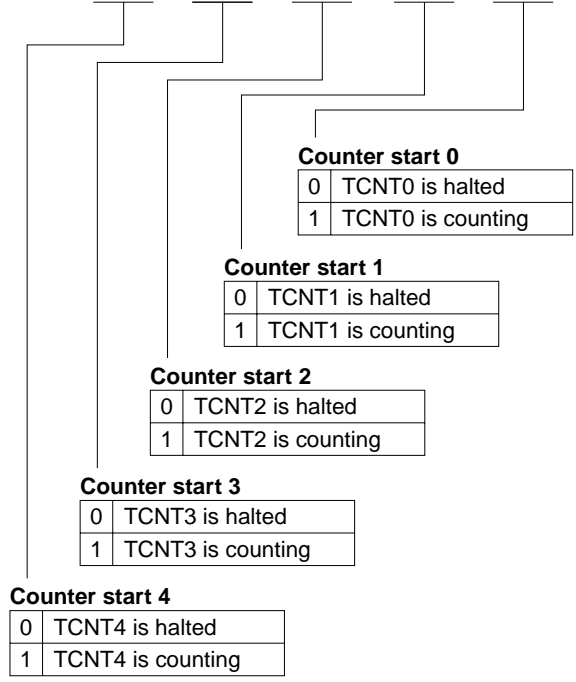 Counter start 0
0 TCNT0 is halted
1 TCNT0 is counting
Counter start 1
0 TCNT1 is halted
1 TCNT1 is counting
Counter start 2
0 TCNT2 is halted
1 TCNT2 is counting
Counter start 3
0 TCNT3 is halted
1 TCNT3 is counting
Counter start 4
0 TCNT4 is halted
1 TCNT4 is counting